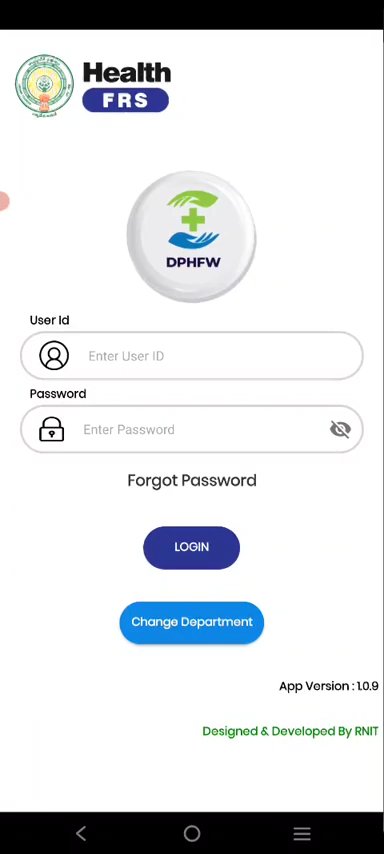 Health
FRS
DPHFW
User Id
Enter User ID
Password
Enter Password
Forgot Password
LOGIN
Change Department
App Version : 1.0.9
Designed & Developed By RNIT